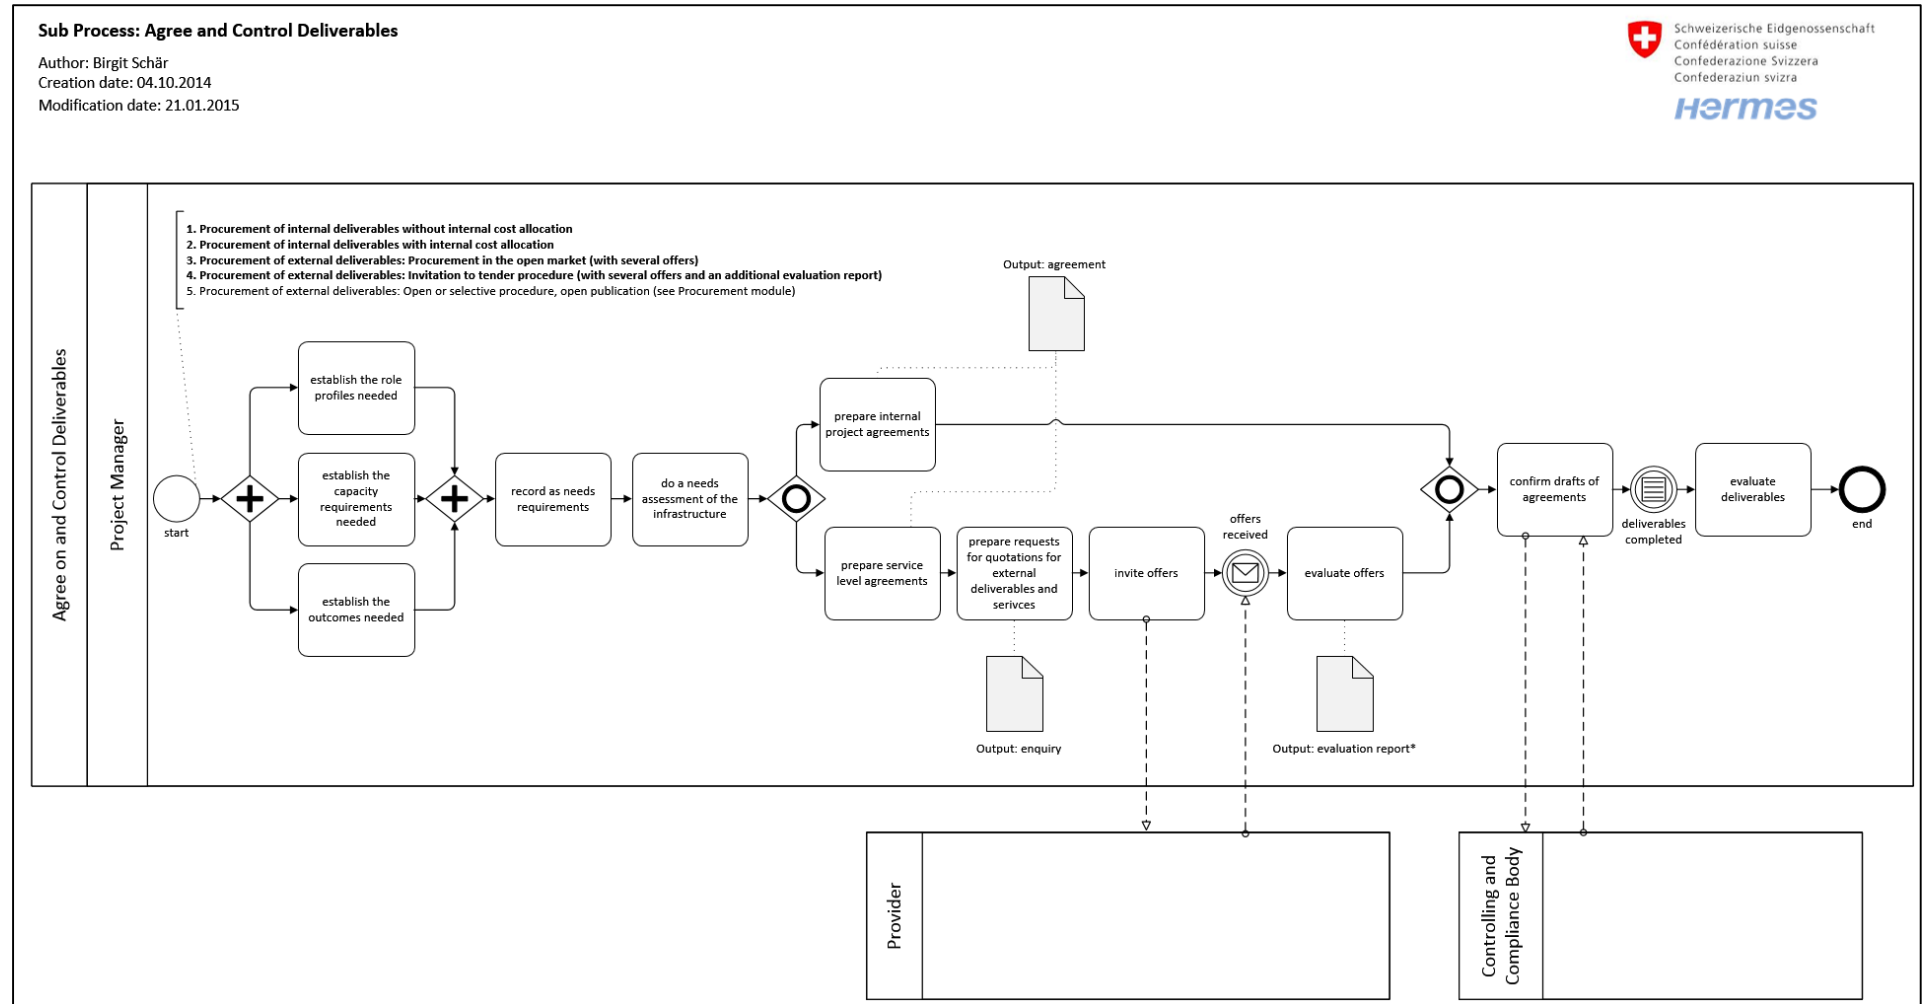 Sub Process: Agree and Control Deliverables
Author: Birgit Schär
Creation date: 04.10.2014
Modification date: 21.01.2015
Schweizerische Eidgenossenschaft
Confédération suisse
Confederazione Svizzera
Confederaziun svizra
Hermes
Agree on and Control Deliverables
Project Manager
1. Procurement of internal deliverables without internal cost allocation
2. Procurement of internal deliverables with internal cost allocation
3. Procurement of external deliverables: Procurement in the open market (with several offers)
4. Procurement of external deliverables: Invitation to tender procedure (with several offers and an additional evaluation report)
5. Procurement of external deliverables: Open or selective procedure, open publication (see Procurement module)
start
establish the role
profiles needed
establish the
capacity
requirements
needed
establish the
outcomes needed
record as needs
requirements
do a needs
assessment of the
infrastructure
Output: agreement
prepare internal
project agreements
prepare service
level agreements
prepare requests
for quotations for
external
deliverables and
serivces
Output: enquiry
invite offers
offers
received
evaluate offers
Output: evaluation report*
confirm drafts of
agreements
deliverables
completed
evaluate
deliverables
end
Provider
Controlling and
Compliance Body